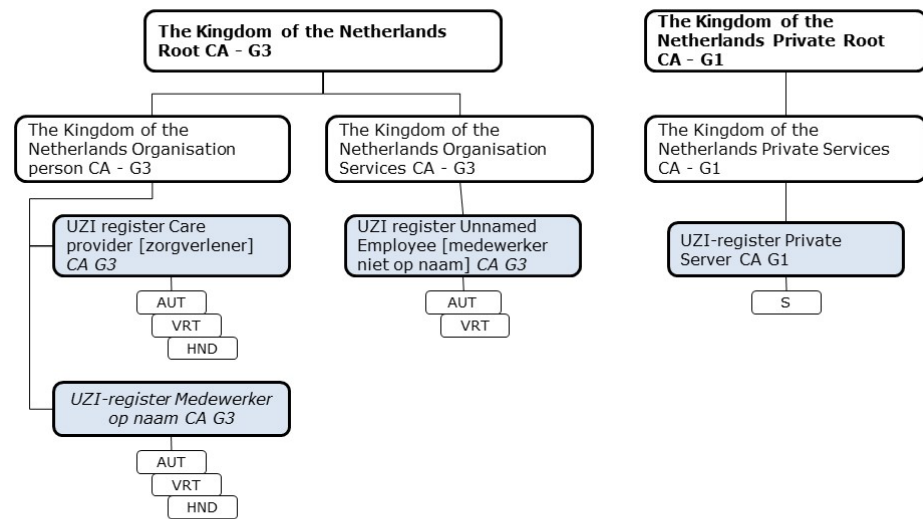 The Kingdom of the Netherlands
Root CA - G3
The Kingdom of the
Netherlands Private Root
CA - G1
The Kingdom of the
Netherlands Organisation
person CA - G3
The Kingdom of the
Netherlands Organisation
Services CA - G3
The Kingdom of the
Netherlands Private Services
CA - G1
UZI register Care
provider [zorgverlener]
CA G3
UZI register Unnamed
Employee [medewerker
niet op naam] CA G3
UZI-register Private
Server CA G1
AUT
VRT
HND
AUT
VRT
S
UZI-register Medewerker
op naam CA G3
AUT
VRT
HND